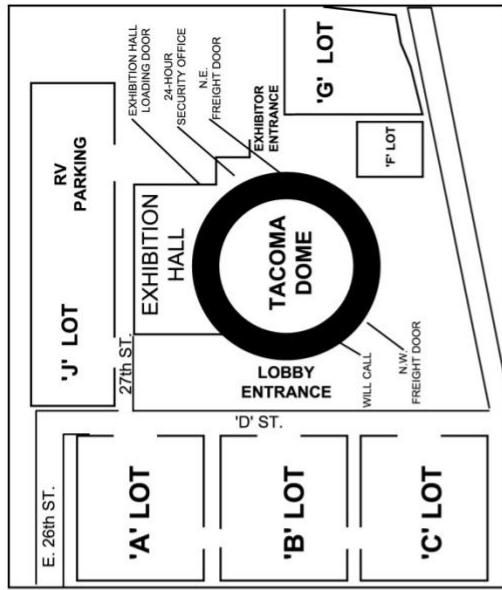 'G' LOT
EXHIBITION HALL
LOADING DOOR
24-HOUR
SECURITY OFFICE
N.E.
FREIGHT DOOR
EXHIBITOR
ENTRANCE
'F' LOT
RV
PARKING
'J' LOT
EXHIBITION
HALL
TACOMA
DOME
27th ST.
LOBBY
ENTRANCE
WILL CALL
N.W.
FREIGHT DOOR
'D' ST.
E. 26th ST.
'A' LOT
'B' LOT
'C' LOT